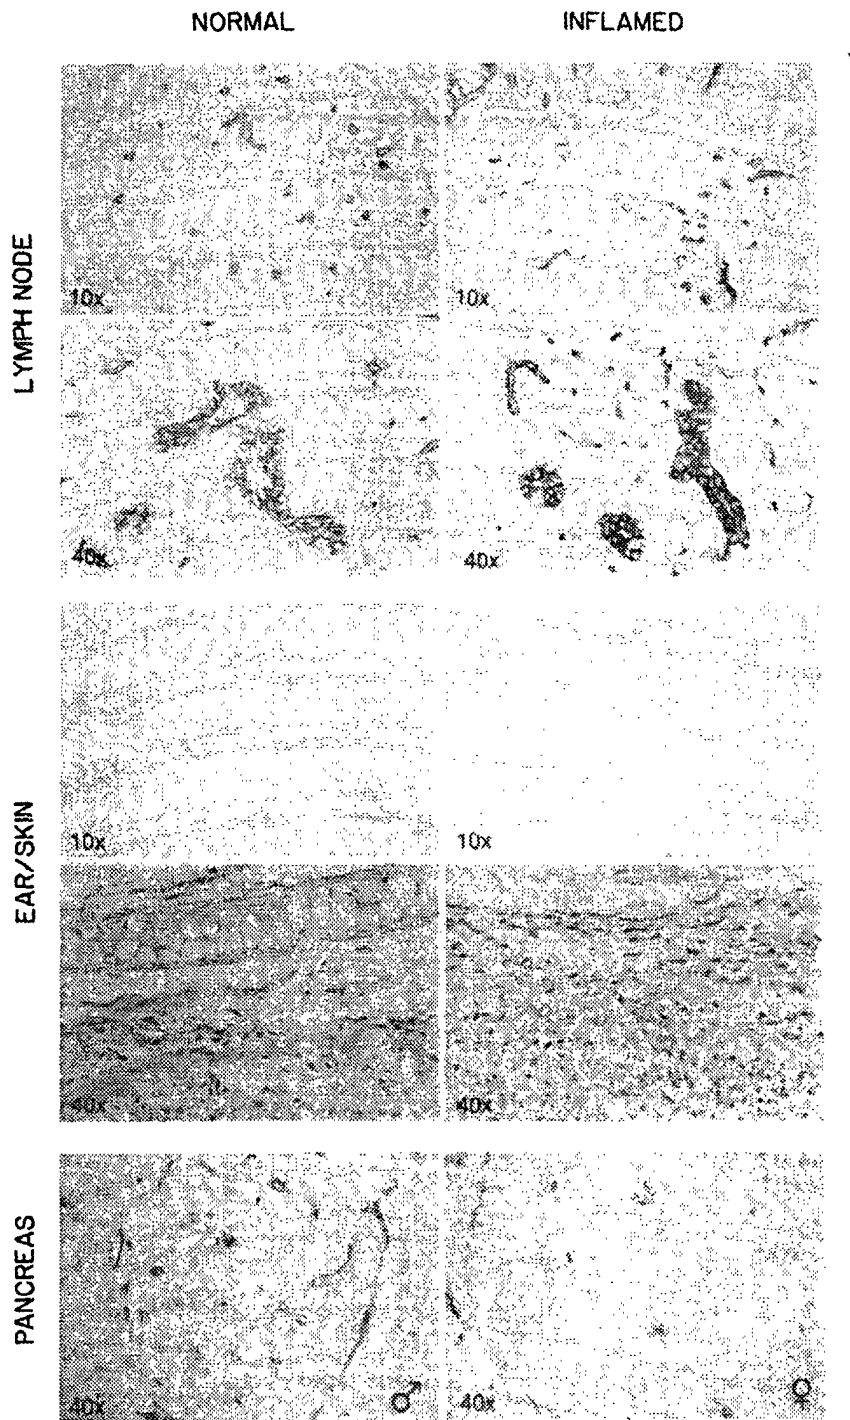 NORMAL INFLAMED
LYMPH NODE
10x 10x
40x 40x
EAR/SKIN
10x 10x
40x 40x
PANCREAS
40x ♂ 40x ♀